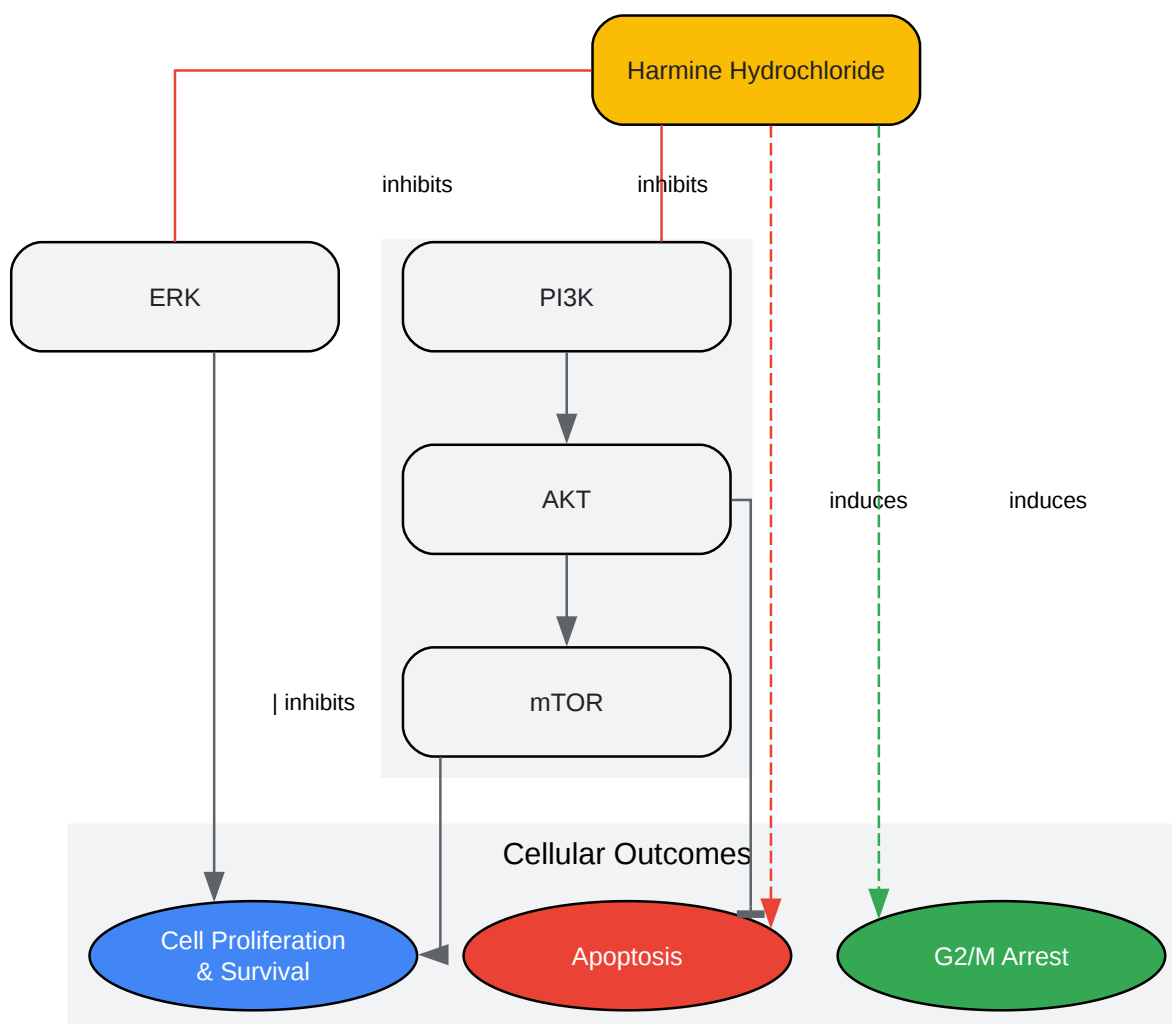 Harmine Hydrochloride
inhibits
inhibits
ERK
PI3K
AKT
induces
induces
mTOR
| inhibits
Cellular Outcomes
Cell Proliferation
& Survival
Apoptosis
G2/M Arrest